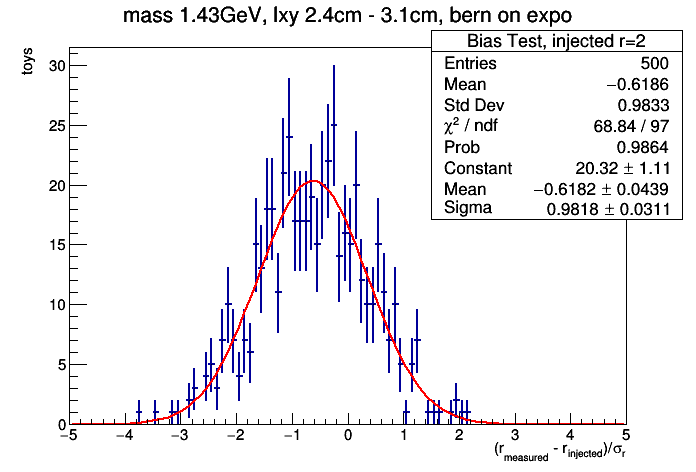 mass 1.43GeV, lxy 2.4cm - 3.1cm, bern on expo
Bias Test, injected r=2
Entries 500
Mean −0.6186
Std Dev 0.9833
χ² / ndf 68.84 / 97
Prob 0.9864
Constant 20.32 ± 1.11
Mean −0.6182 ± 0.0439
Sigma 0.9818 ± 0.0311
toys
30
25
20
15
10
5
0
−5 −4 −3 −2 −1 0 1 2 3 4 5
(r_measured - r_injected)/σ_r